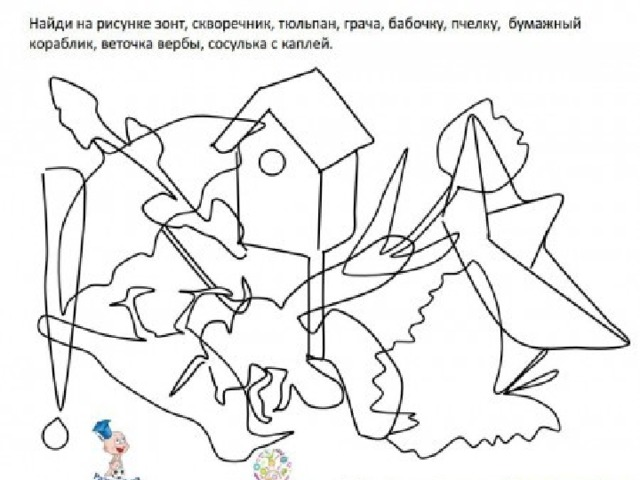 Найди на рисунке зонт, скворечник, тюльпан, грача, бабочку, пчелку,  бумажный
кораблик, веточка вербы, сосулька с каплей.